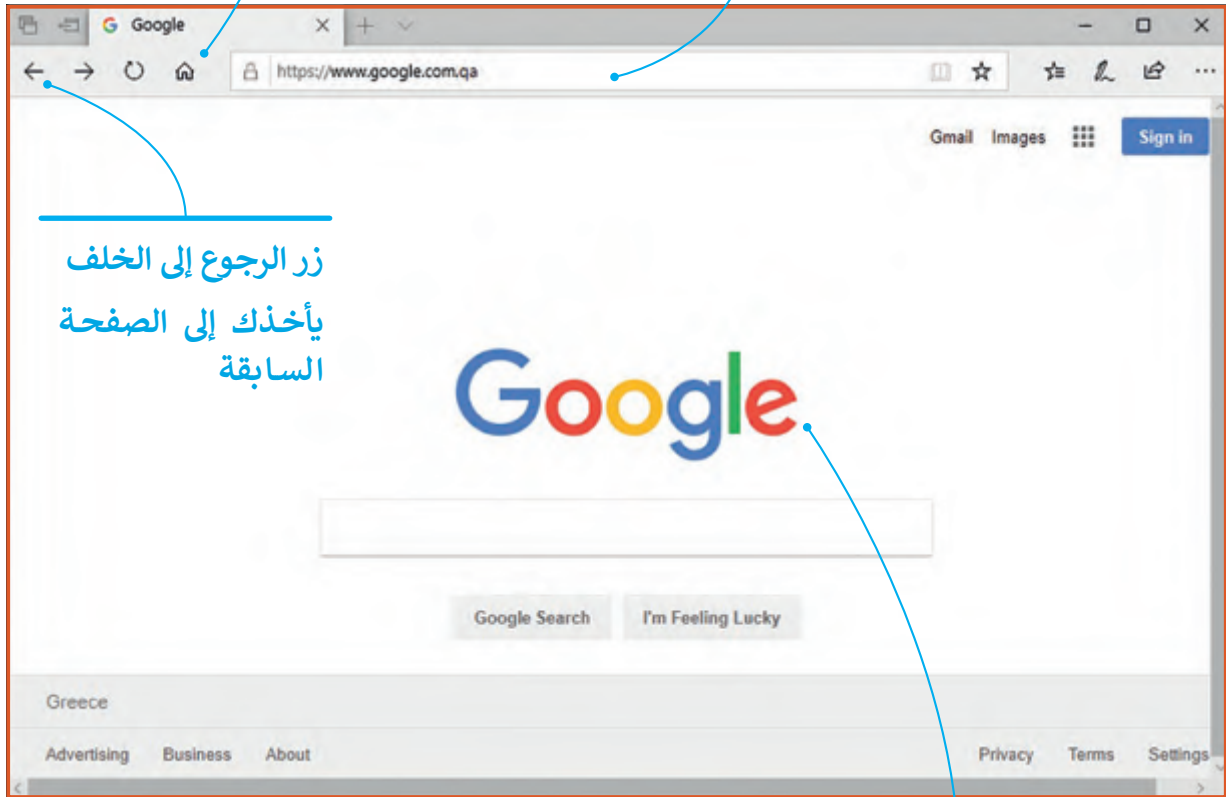 Google
https://www.google.com.qa
Gmail Images Sign in
زر الرجوع إلى الخلف
يأخذك إلى الصفحة
السابقة
Google
Google Search I'm Feeling Lucky
Greece
Advertising Business About Privacy Terms Settings